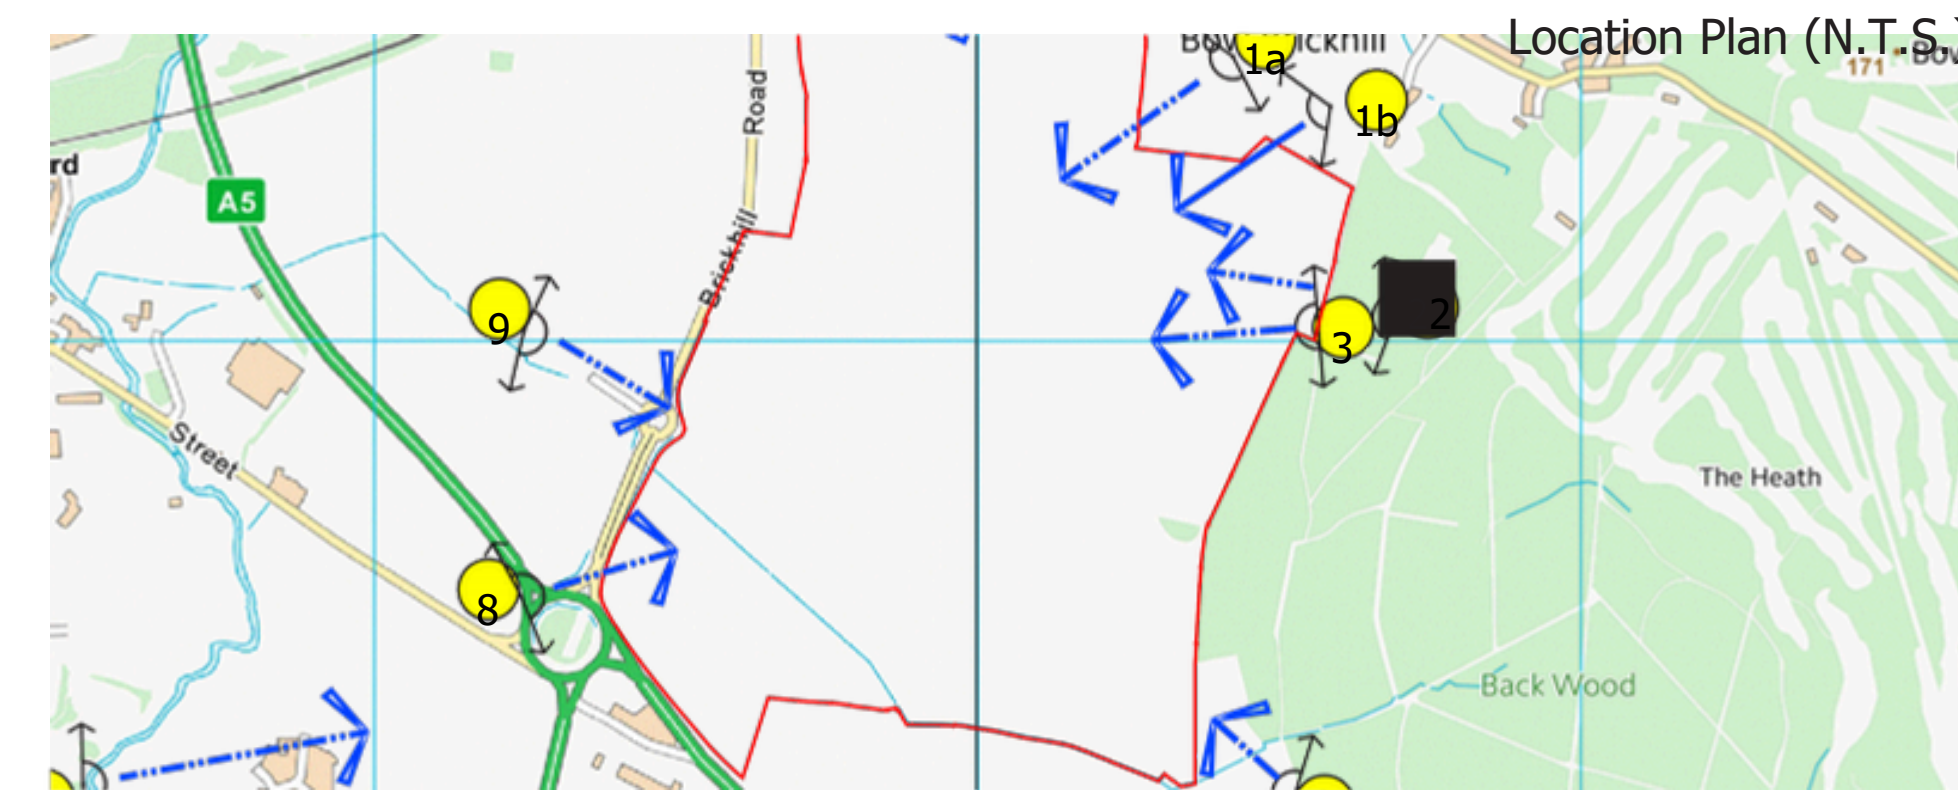 Location Plan (N.T.S.
1a
171
Road
1b
rd
A5
Brickhill
9
3
2
Street
The Heath
8
Back Wood